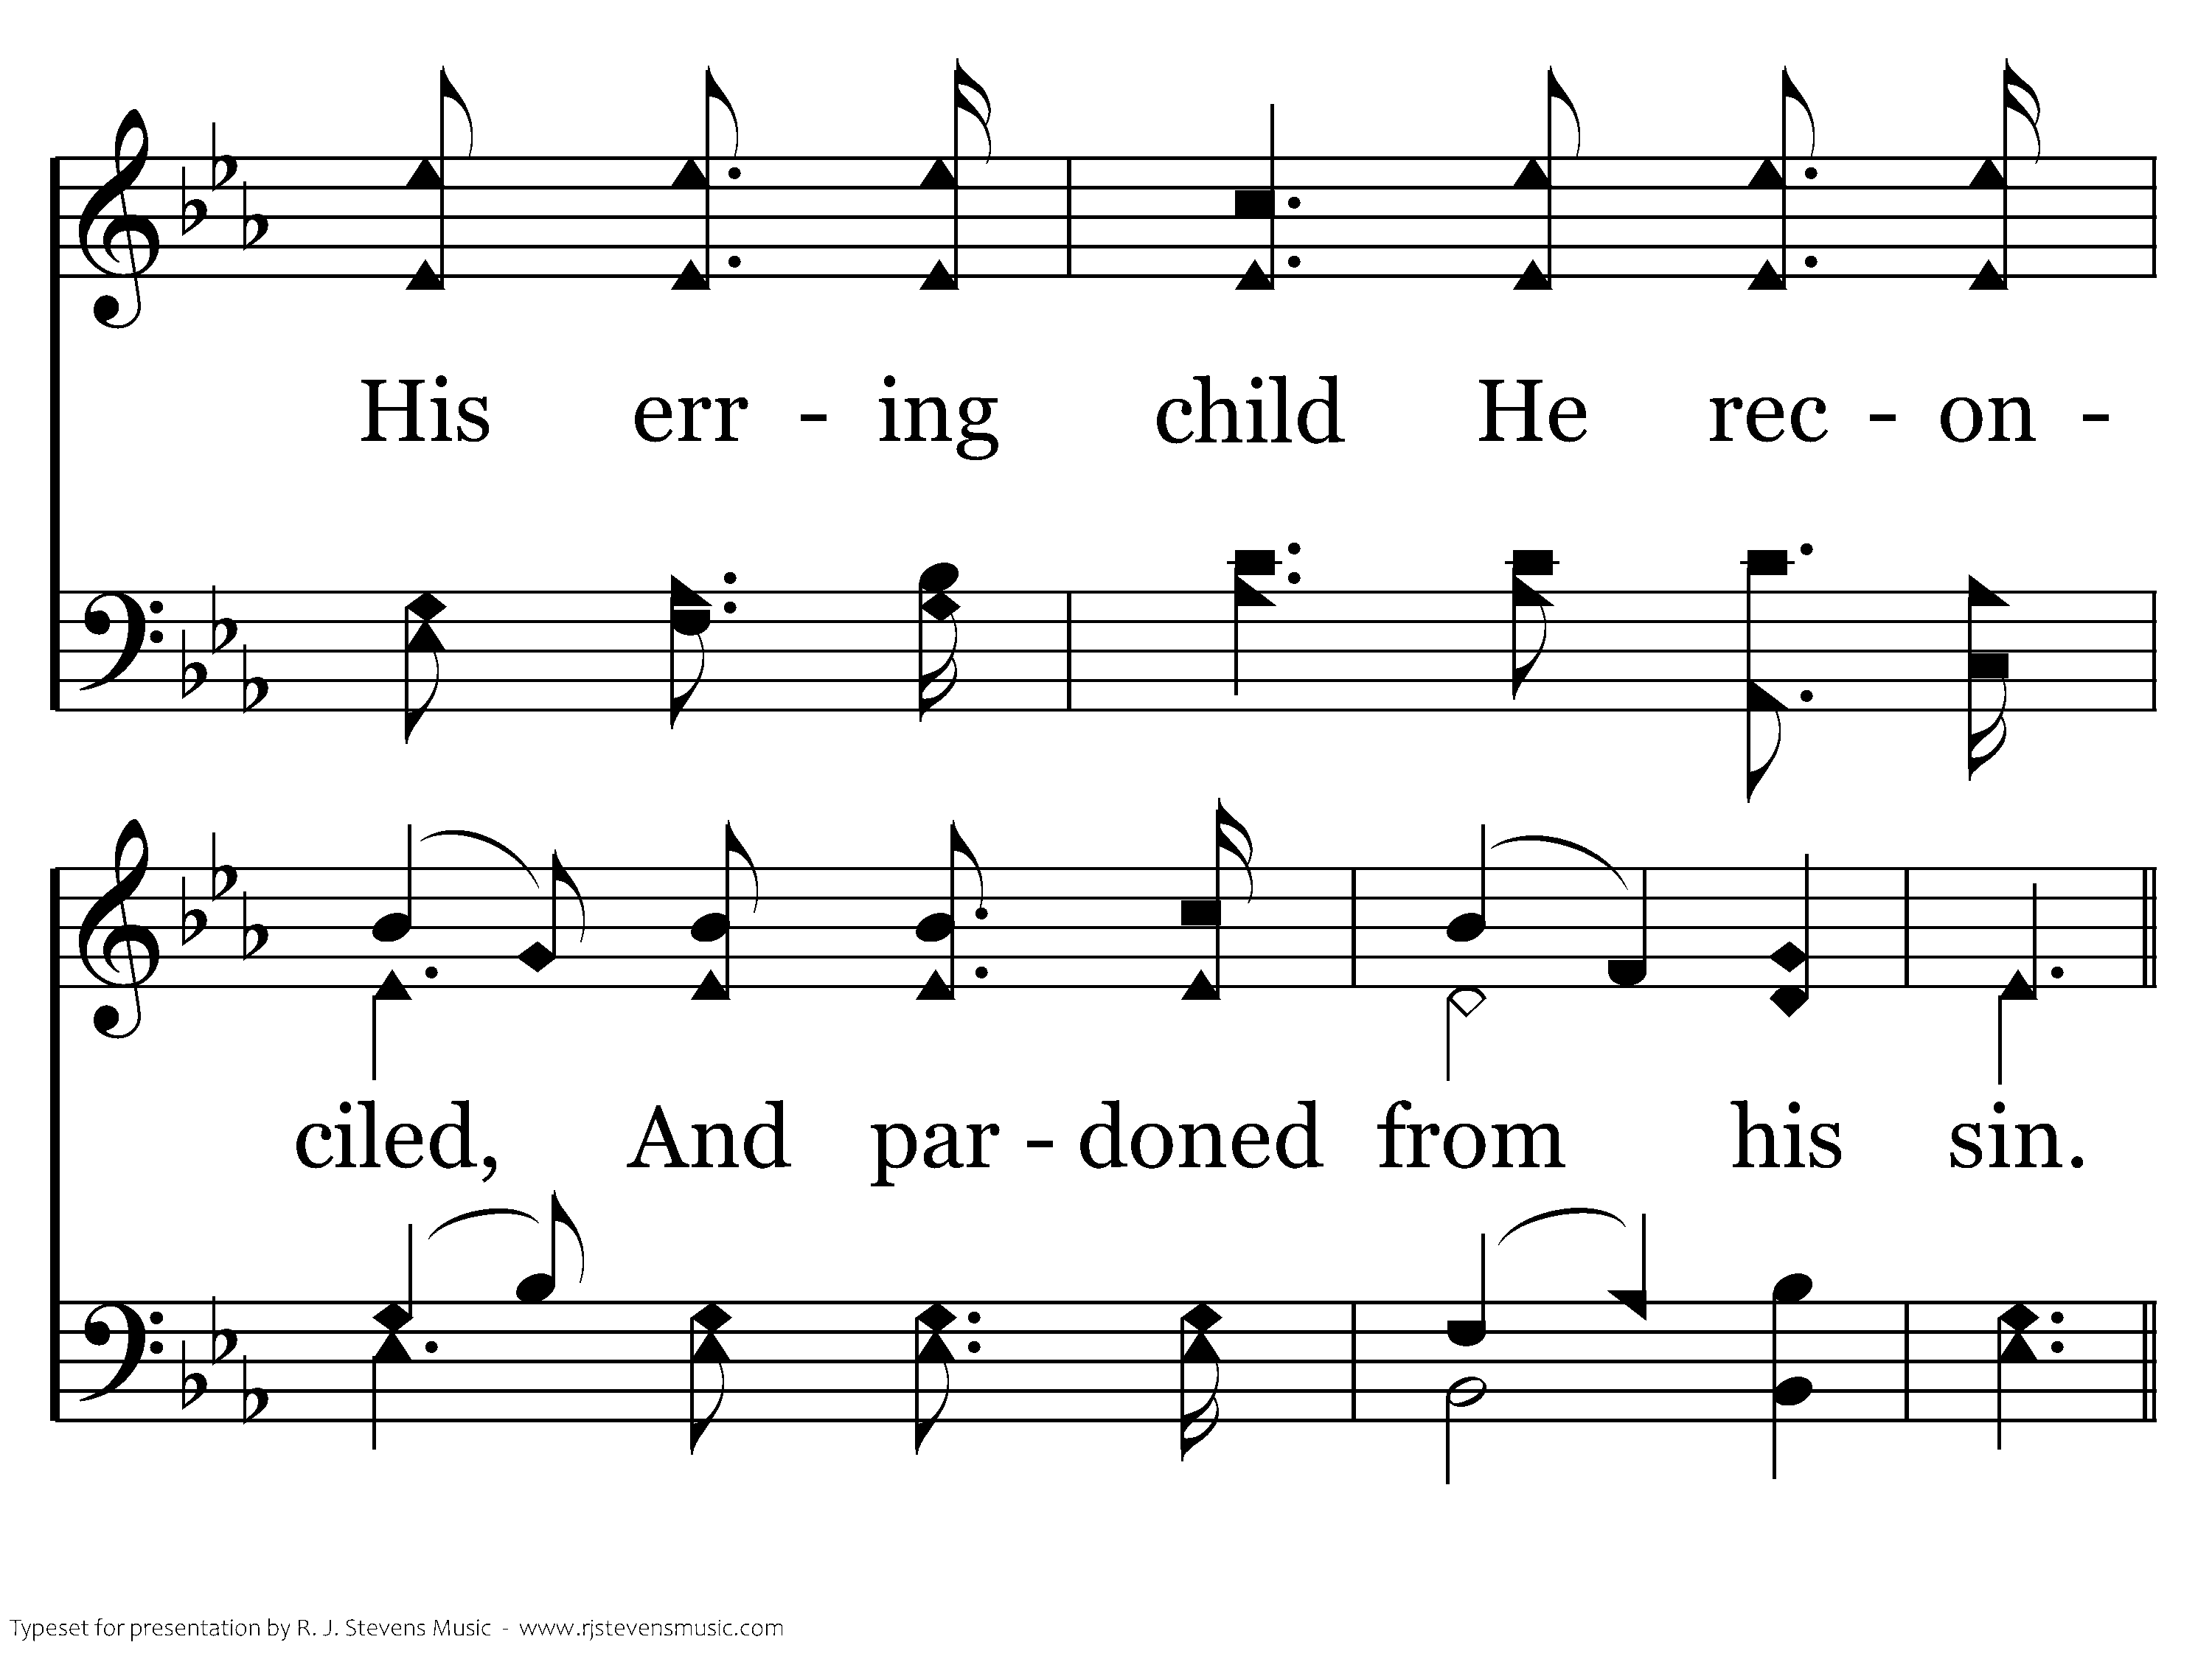 His err - ing child He rec - on -
ciled, And par - doned from his sin.
Typeset for presentation by R. J. Stevens Music - www.rjstevensmusic.com